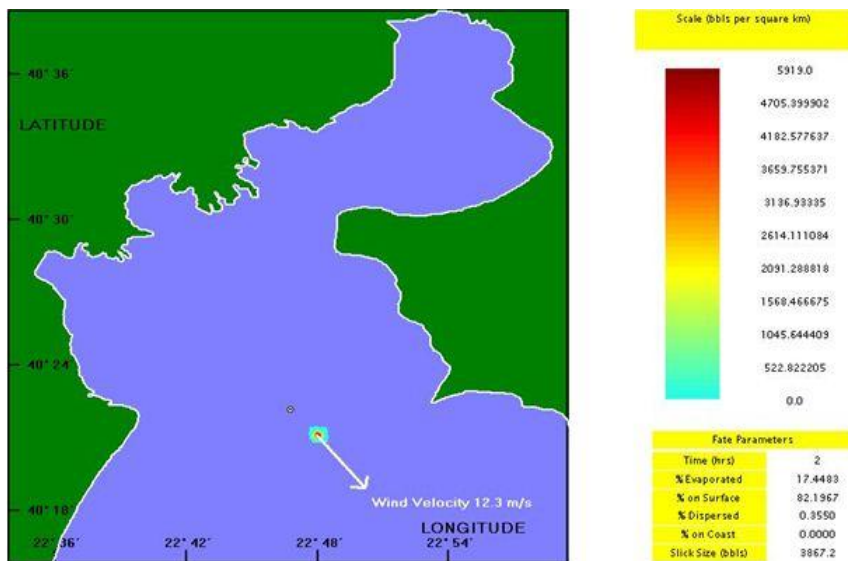 40° 36'
LATITUDE
40° 30'
40° 24'
40° 18'
Wind Velocity 12.3 m/s
LONGITUDE
22° 36'
22° 42'
22° 48'
22° 54'
Scale (bbls per square km)
5919.0
4705.399902
4182.577637
3659.755371
3136.93335
2614.111084
2091.288818
1568.466675
1045.644409
522.822205
0.0
Fate Parameters
Time (hrs) 2
% Evaporated 17.4483
% on Surface 82.1967
% Dispersed 0.3550
% on Coast 0.0000
Slick Size (bbls) 3867.2